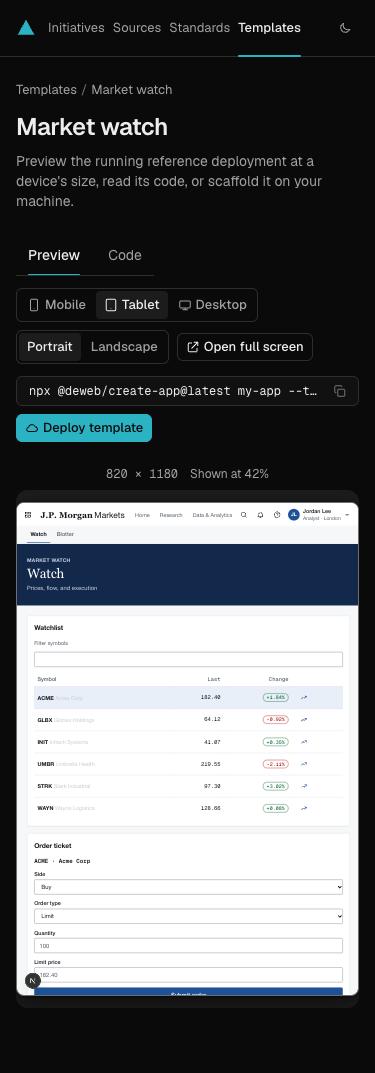 Initiatives Sources Standards Templates
Templates / Market watch
Market watch
Preview the running reference deployment at a
device's size, read its code, or scaffold it on your
machine.
Preview Code
Mobile Tablet Desktop
Portrait Landscape Open full screen
npx @deweb/create-app@latest my-app --t…
Deploy template
820 × 1180 Shown at 42%
J.P. Morgan Markets Home Research Data & Analytics JL Jordan Lee
Analyst · London
Watch Blotter
MARKET WATCH
Watch
Prices, flow, and execution
Watchlist
Filter symbols
Symbol Last Change
ACME Acme Corp 182.40 +1.84%
GLBX Globex Holdings 64.12 -0.92%
INIT Initech Systems 41.07 +0.35%
UMBR Umbrella Health 219.55 -2.11%
STRK Stark Industrial 97.30 +3.02%
WAYN Wayne Logistics 128.66 +0.08%
Order ticket
ACME · Acme Corp
Side
Buy
Order type
Limit
Quantity
100
Limit price
182.40
N
Submit order